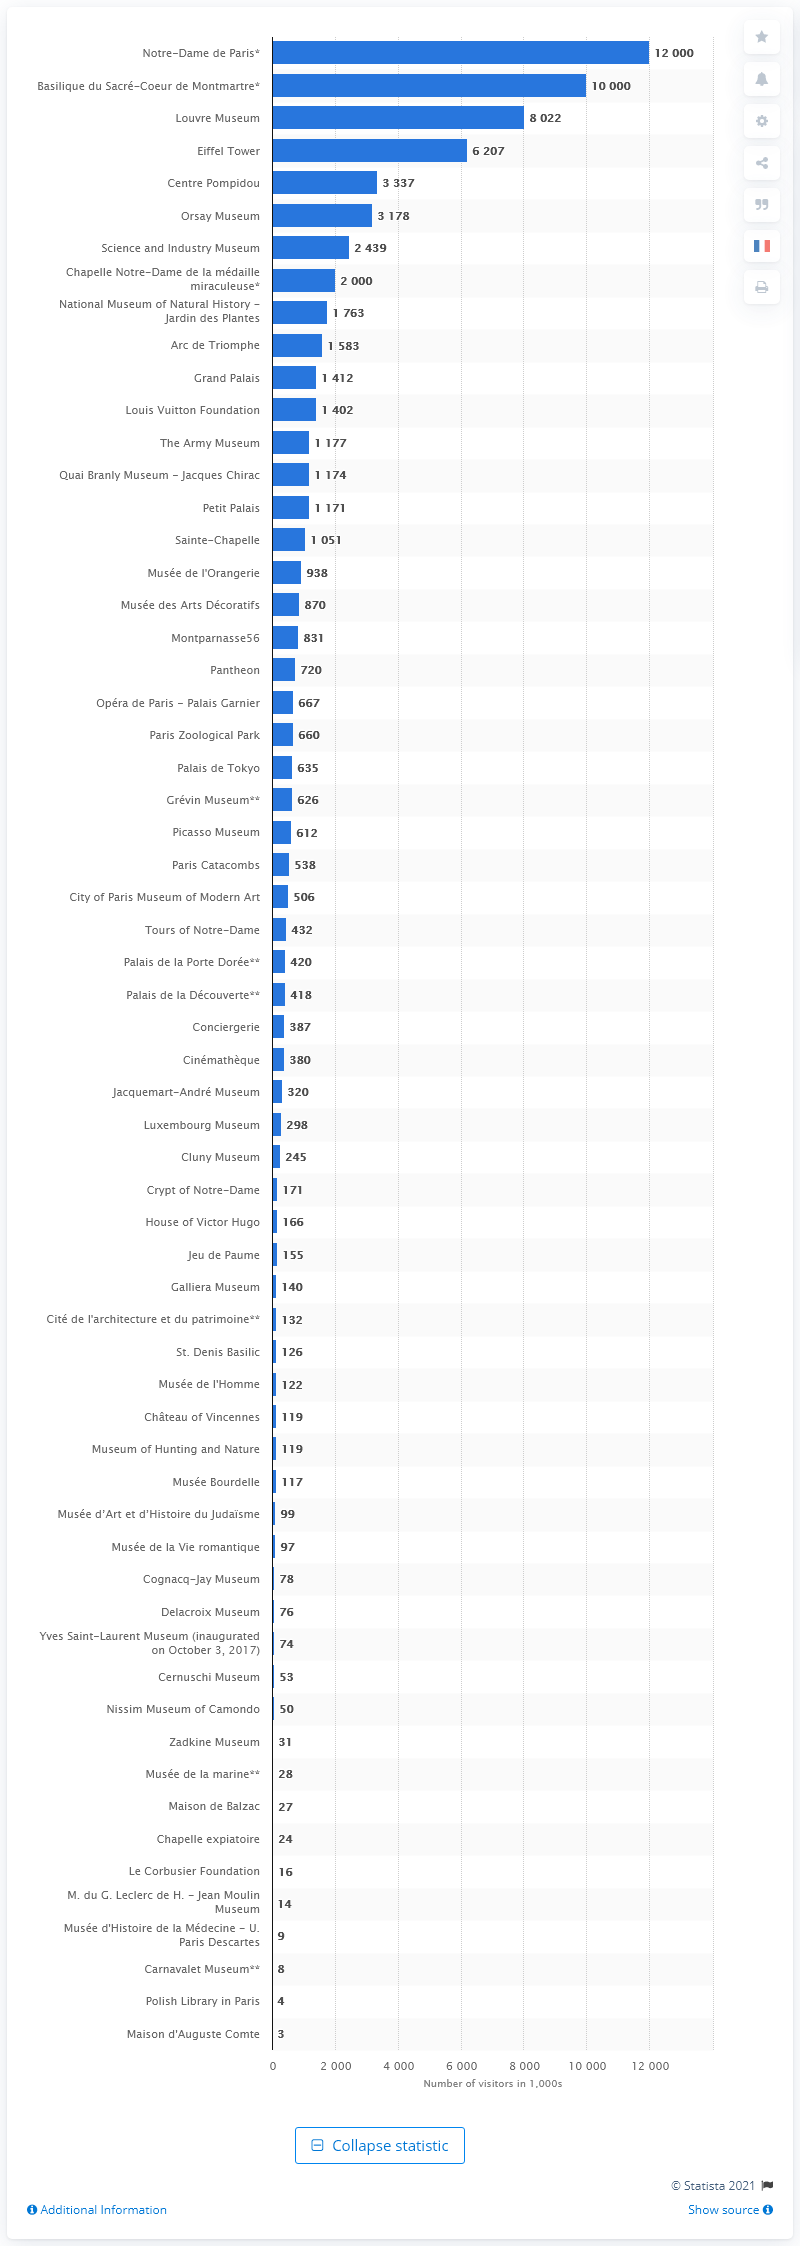 Notre-Dame de Paris* 12 000
Basilique du Sacré-Coeur de Montmartre* 10 000
Louvre Museum 8 022
Eiffel Tower 6 207
Centre Pompidou 3 337
Orsay Museum 3 178
Science and Industry Museum 2 439
Chapelle Notre-Dame de la médaille
miraculeuse* 2 000
National Museum of Natural History -
Jardin des Plantes 1 763
Arc de Triomphe 1 583
Grand Palais 1 412
Louis Vuitton Foundation 1 402
The Army Museum 1 177
Quai Branly Museum - Jacques Chirac 1 174
Petit Palais 1 171
Sainte-Chapelle 1 051
Musée de l'Orangerie 938
Musée des Arts Décoratifs 870
Montparnasse56 831
Pantheon 720
Opéra de Paris - Palais Garnier 667
Paris Zoological Park 660
Palais de Tokyo 635
Grévin Museum** 626
Picasso Museum 612
Paris Catacombs 538
City of Paris Museum of Modern Art 506
Tours of Notre-Dame 432
Palais de la Porte Dorée** 420
Palais de la Découverte** 418
Conciergerie 387
Cinémathèque 380
Jacquemart-André Museum 320
Luxembourg Museum 298
Cluny Museum 245
Crypt of Notre-Dame 171
House of Victor Hugo 166
Jeu de Paume 155
Galliera Museum 140
Cité de l'architecture et du patrimoine** 132
St. Denis Basilic 126
Musée de l'Homme 122
Château of Vincennes 119
Museum of Hunting and Nature 119
Musée Bourdelle 117
Musée d’Art et d’Histoire du Judaïsme 99
Musée de la Vie romantique 97
Cognacq-Jay Museum 78
Delacroix Museum 76
Yves Saint-Laurent Museum (inaugurated
on October 3, 2017) 74
Cernuschi Museum 53
Nissim Museum of Camondo 50
Zadkine Museum 31
Musée de la marine** 28
Maison de Balzac 27
Chapelle expiatoire 24
Le Corbusier Foundation 16
M. du G. Leclerc de H. - Jean Moulin
Museum 14
Musée d'Histoire de la Médecine - U.
Paris Descartes 9
Carnavalet Museum** 8
Polish Library in Paris 4
Maison d'Auguste Comte 3
0 2 000 4 000 6 000 8 000 10 000 12 000
Number of visitors in 1,000s
Collapse statistic
© Statista 2021
Additional Information
Show source